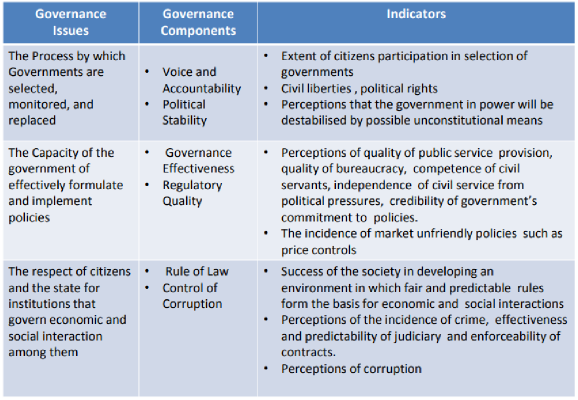 Governance
Issues
Governance
Components
Indicators
The Process by which
Governments are
selected,
monitored, and
replaced
• Voice and
Accountability
• Political
Stability
• Extent of citizens participation in selection of
governments
• Civil liberties , political rights
• Perceptions that the government in power will be
destabilised by possible unconstitutional means
The Capacity of the
government of
effectively formulate
and implement
policies
• Governance
Effectiveness
• Regulatory
Quality
• Perceptions of quality of public service provision,
quality of bureaucracy, competence of civil
servants, independence of civil service from
political pressures, credibility of government's
commitment to policies.
• The incidence of market unfriendly policies such as
price controls
The respect of citizens
and the state for
institutions that
govern economic and
social interaction
among them
• Rule of Law
• Control of
Corruption
• Success of the society in developing an
environment in which fair and predictable rules
form the basis for economic and social interactions
• Perceptions of the incidence of crime, effectiveness
and predictability of judiciary and enforceability of
contracts.
• Perceptions of corruption